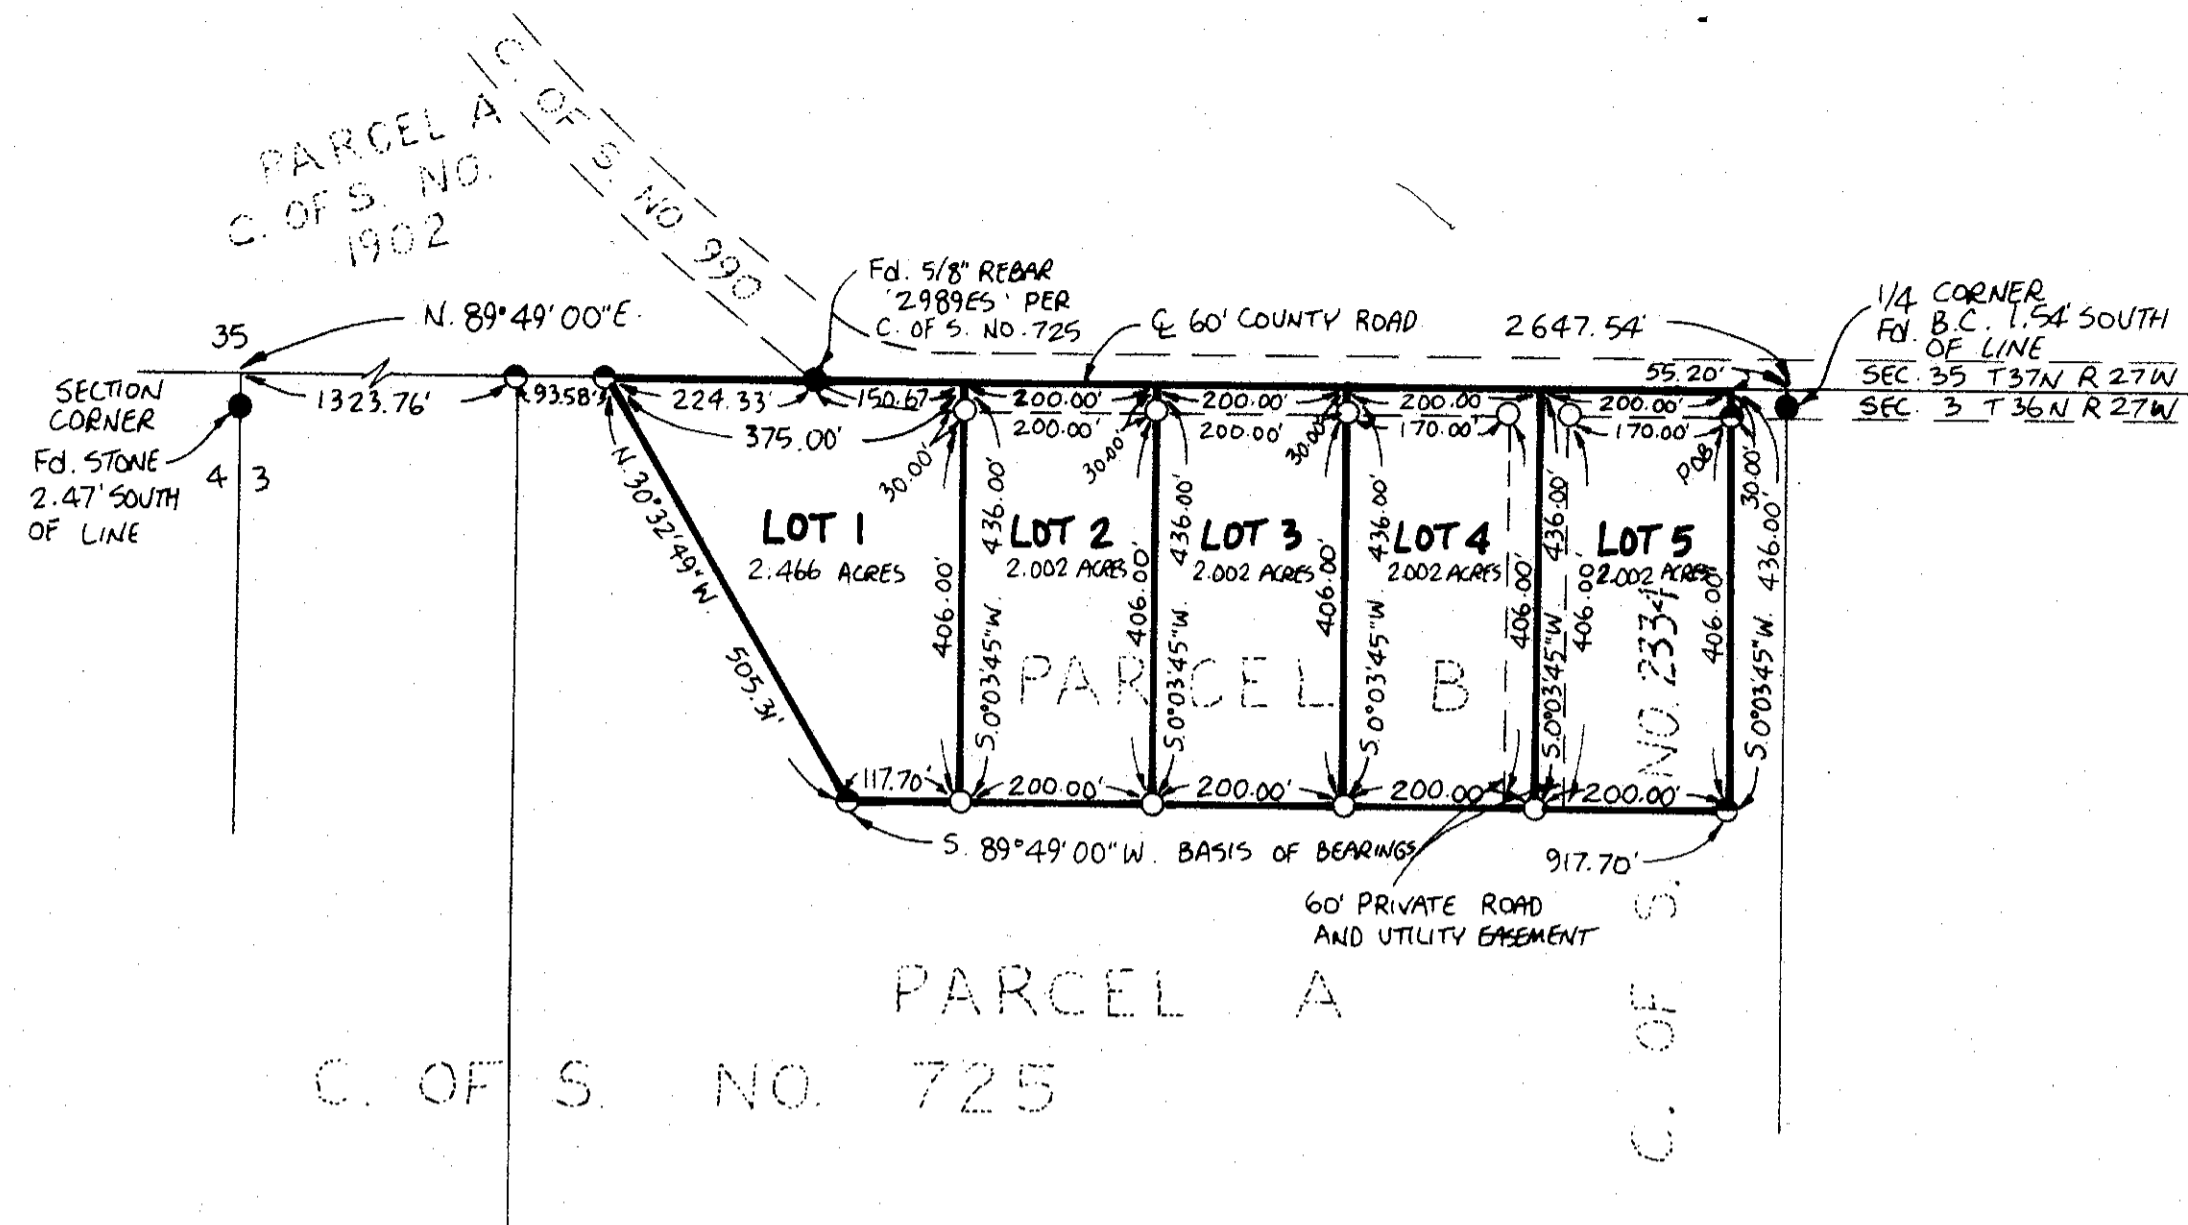 C. OF S. NO. 990
PARCEL A
C. OF S. NO.
1902
Fd. 5/8" REBAR
'2989ES' PER
C. OF S. NO. 725
N. 89°49'00"E.
35
℄ 60' COUNTY ROAD
2647.54'
1/4 CORNER
Fd. B.C. 1.54' SOUTH
OF LINE
SECTION
CORNER
Fd. STONE
2.47' SOUTH
OF LINE
4 3
1323.76'
93.58'
224.33'
150.67'
200.00'
200.00'
200.00'
200.00'
55.20'
SEC. 35 T37N R 27W
SEC. 3 T 36N R 27W
375.00'
200.00'
200.00'
170.00'
170.00'
30.00'
30.00'
30.00'
POB
30.00'
N. 30°32'49"W.
505.31'
LOT 1
2.466 ACRES
LOT 2
2.002 ACRES
LOT 3
2.002 ACRES
LOT 4
2.002 ACRES
LOT 5
2.002 ACRES
406.00'
S.0°03'45"W. 436.00'
406.00'
S.0°03'45"W. 436.00'
406.00'
S.0°03'45"W. 436.00'
406.00'
S.0°03'45"W. 436.00'
406.00'
406.00'
S.0°03'45"W. 436.00'
PARCEL B
C. OF S. NO. 2334
117.70'
200.00'
200.00'
200.00'
200.00'
S. 89°49'00"W. BASIS OF BEARINGS
917.70'
60' PRIVATE ROAD
AND UTILITY EASEMENT
PARCEL A
C. OF S. NO. 725